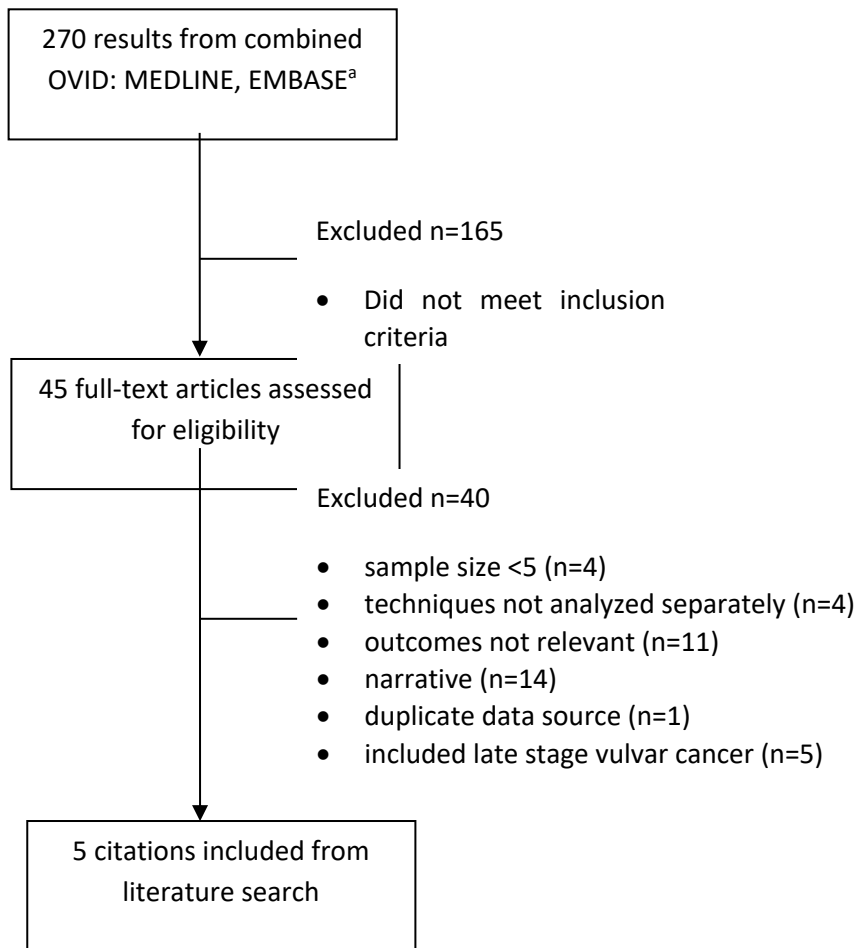 270 results from combined
OVID: MEDLINE, EMBASEᵃ
Excluded n=165
• Did not meet inclusion
criteria
45 full-text articles assessed
for eligibility
Excluded n=40
• sample size <5 (n=4)
• techniques not analyzed separately (n=4)
• outcomes not relevant (n=11)
• narrative (n=14)
• duplicate data source (n=1)
• included late stage vulvar cancer (n=5)
5 citations included from
literature search